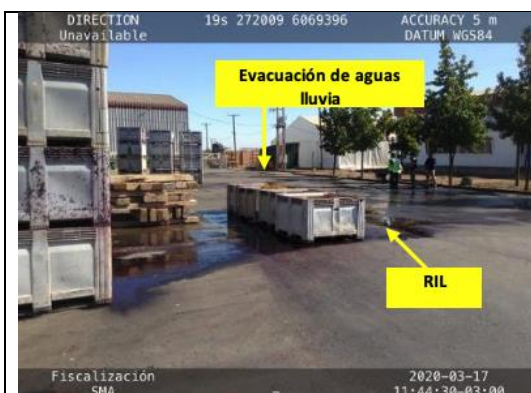 DIRECTION 19s 272009 6069396 ACCURACY 5 m
Unavailable DATUM WGS84
Evacuación de aguas
lluvia
RIL
Fiscalización 2020-03-17
SMA 11:44:30-03:00